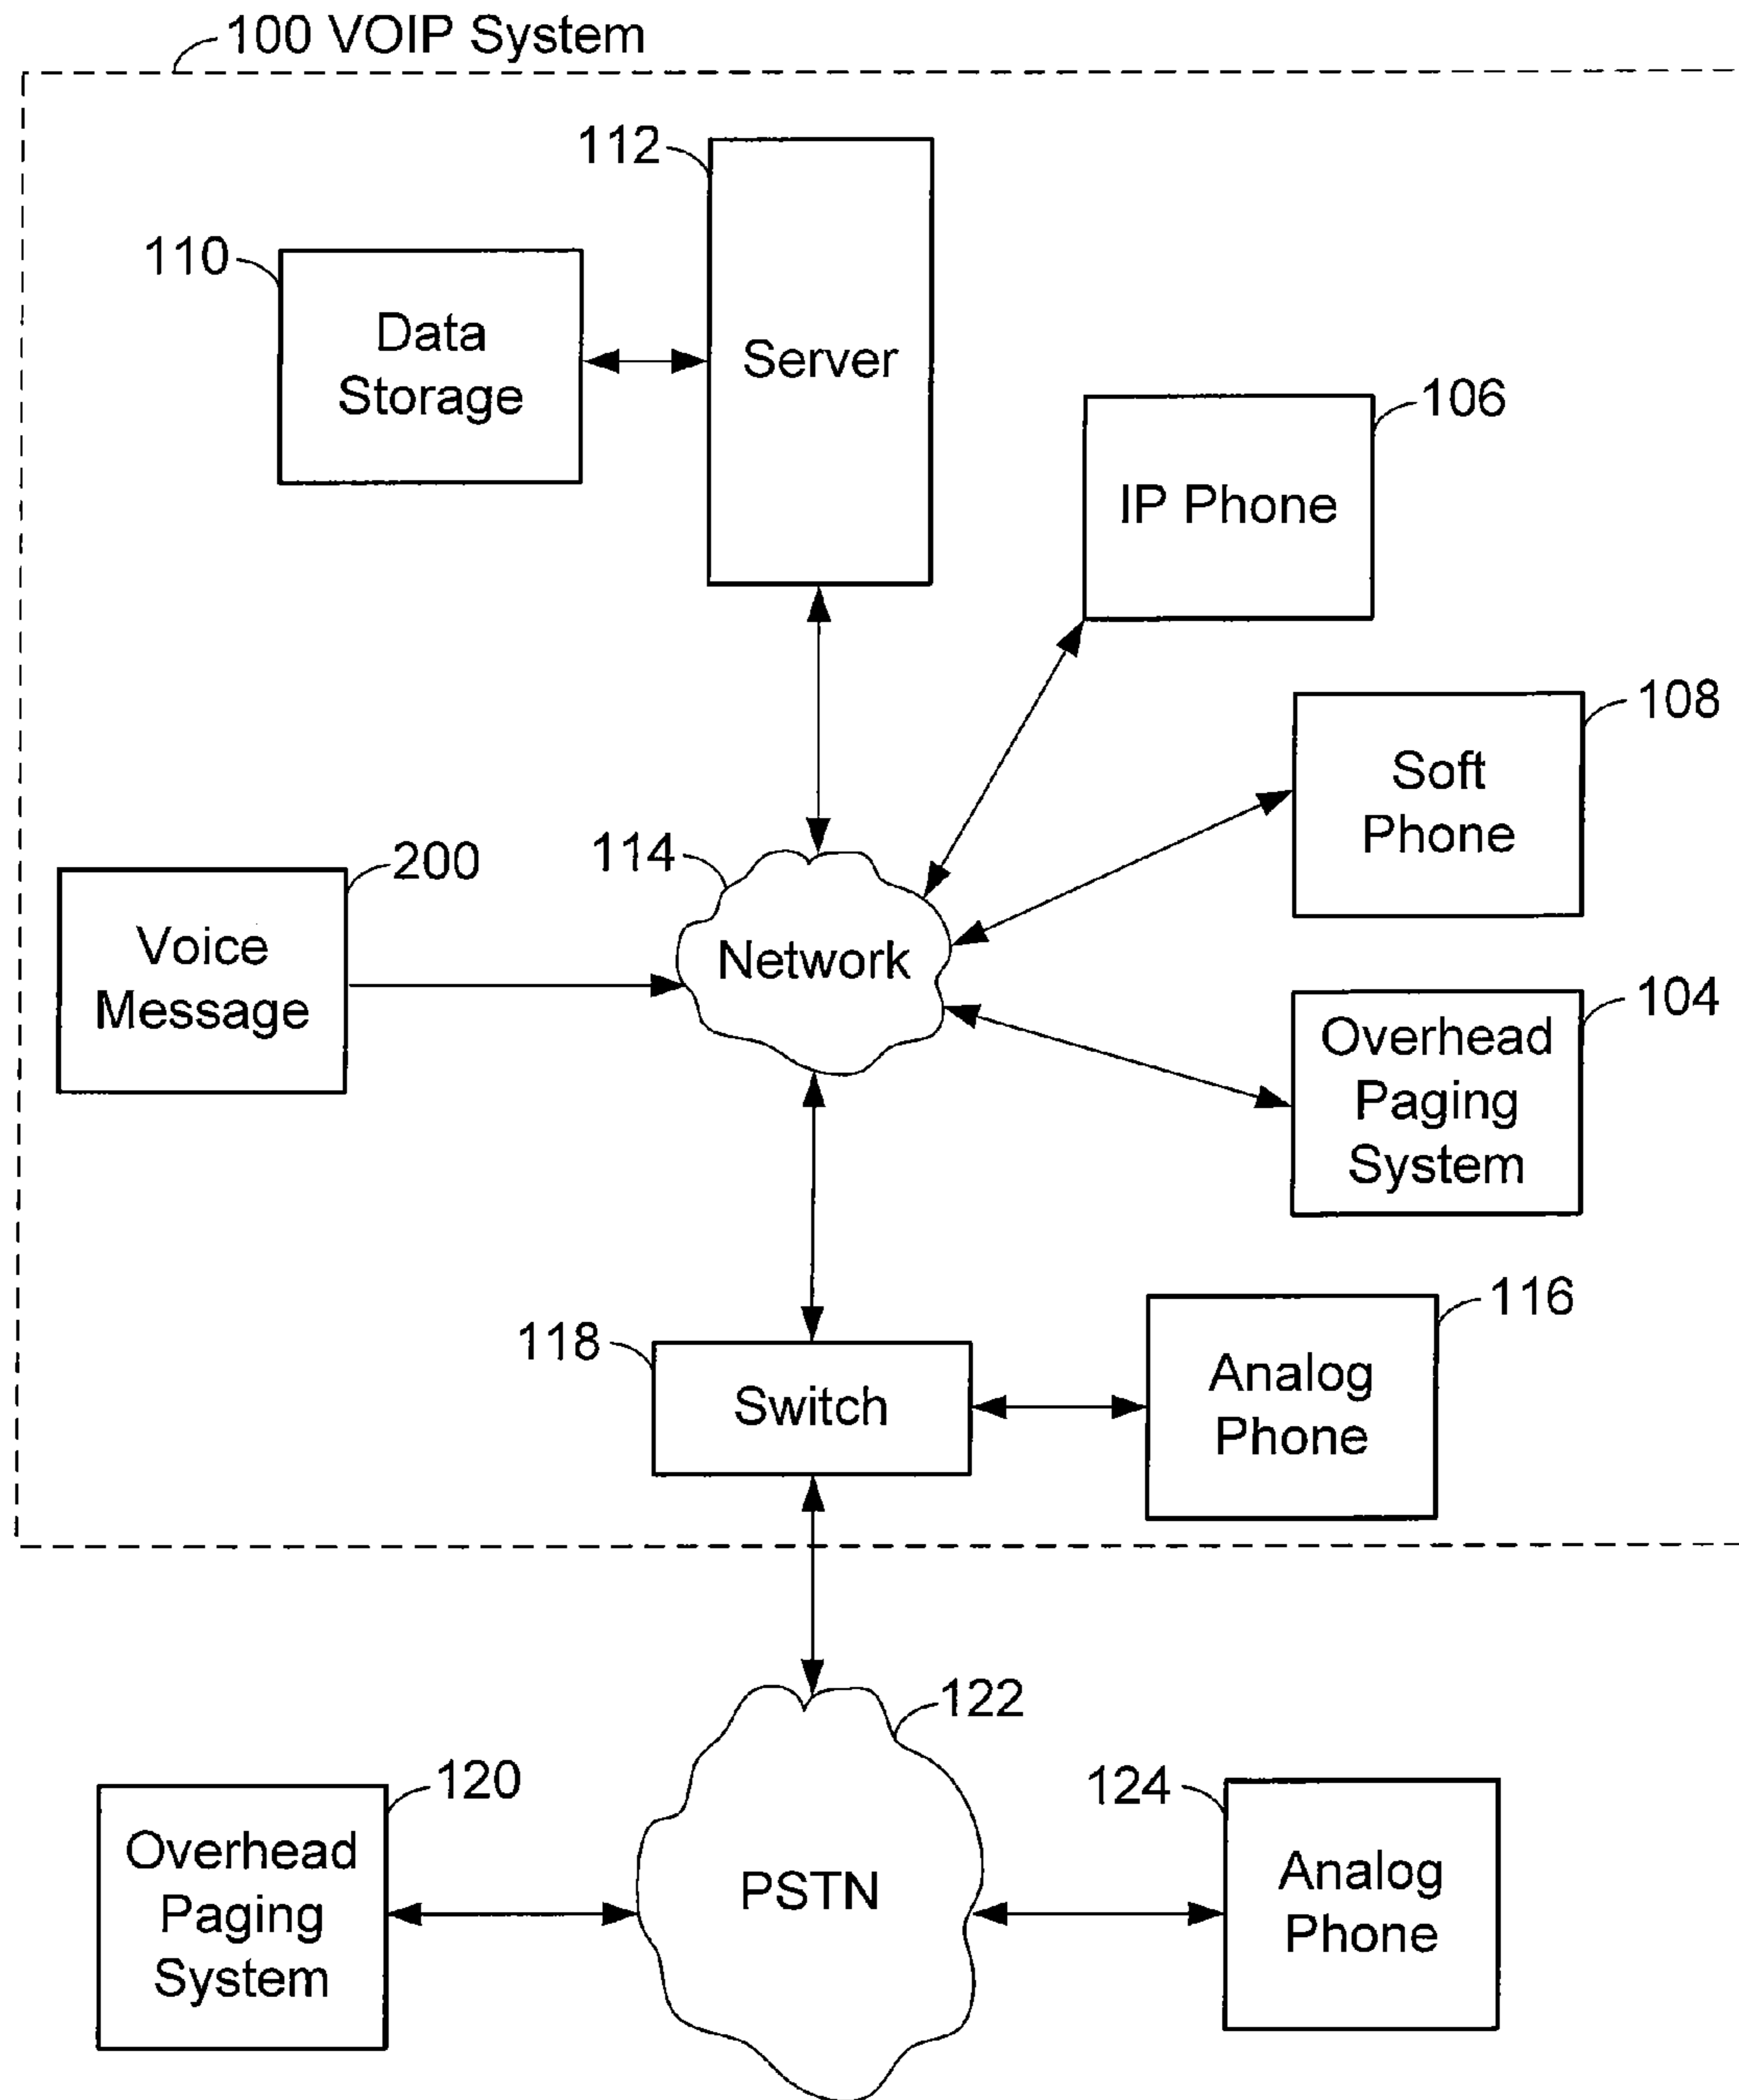 100 VOIP System
112
Server
110
Data
Storage
106
IP Phone
108
Soft
Phone
114
Network
200
Voice
Message
104
Overhead
Paging
System
118
Switch
116
Analog
Phone
122
PSTN
120
Overhead
Paging
System
124
Analog
Phone